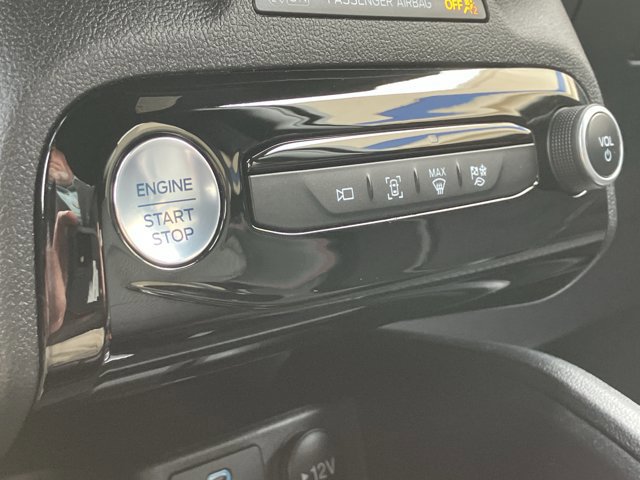 PASSENGER AIRBAG OFF
ENGINE
START
STOP
MAX
VOL
12V